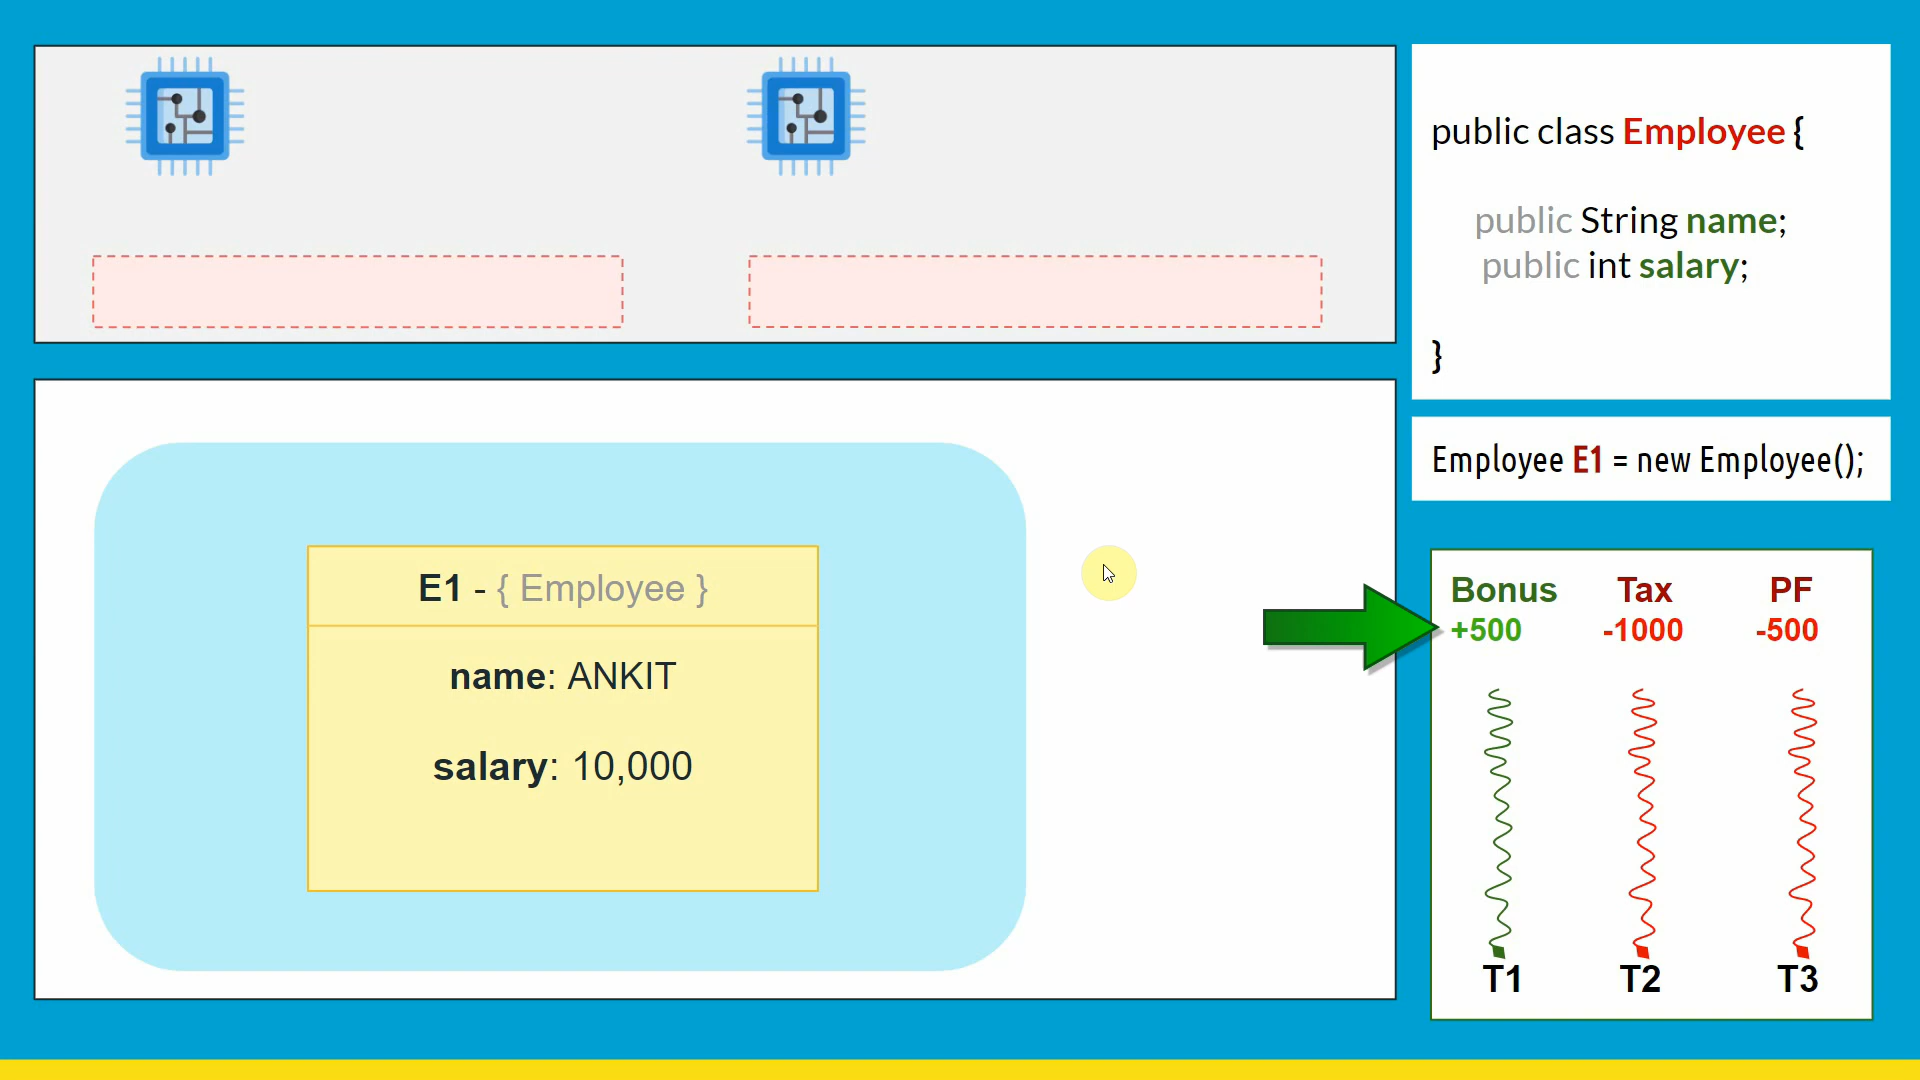 public class Employee {
public String name;
public int salary;
}
Employee E1 = new Employee();
E1 - { Employee }
name: ANKIT
salary: 10,000
Bonus Tax PF
+500 -1000 -500
T1 T2 T3